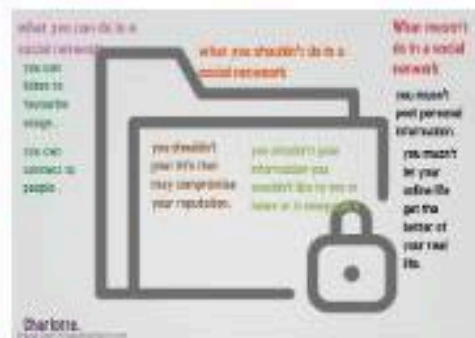 what you can do in a
social network
you can
listen to
favourite
songs.
you can
connect to
people
what you shouldn't do in a
social network
you shouldn't
post info that
may compromise
your reputation.
you shouldn't post
information you
wouldn't like to see or
listen
What mustn't
do in a social
network
you mustn't
post personal
information.
you mustn't
let your
online life
get the
better of
your real
life.
Charlotte.